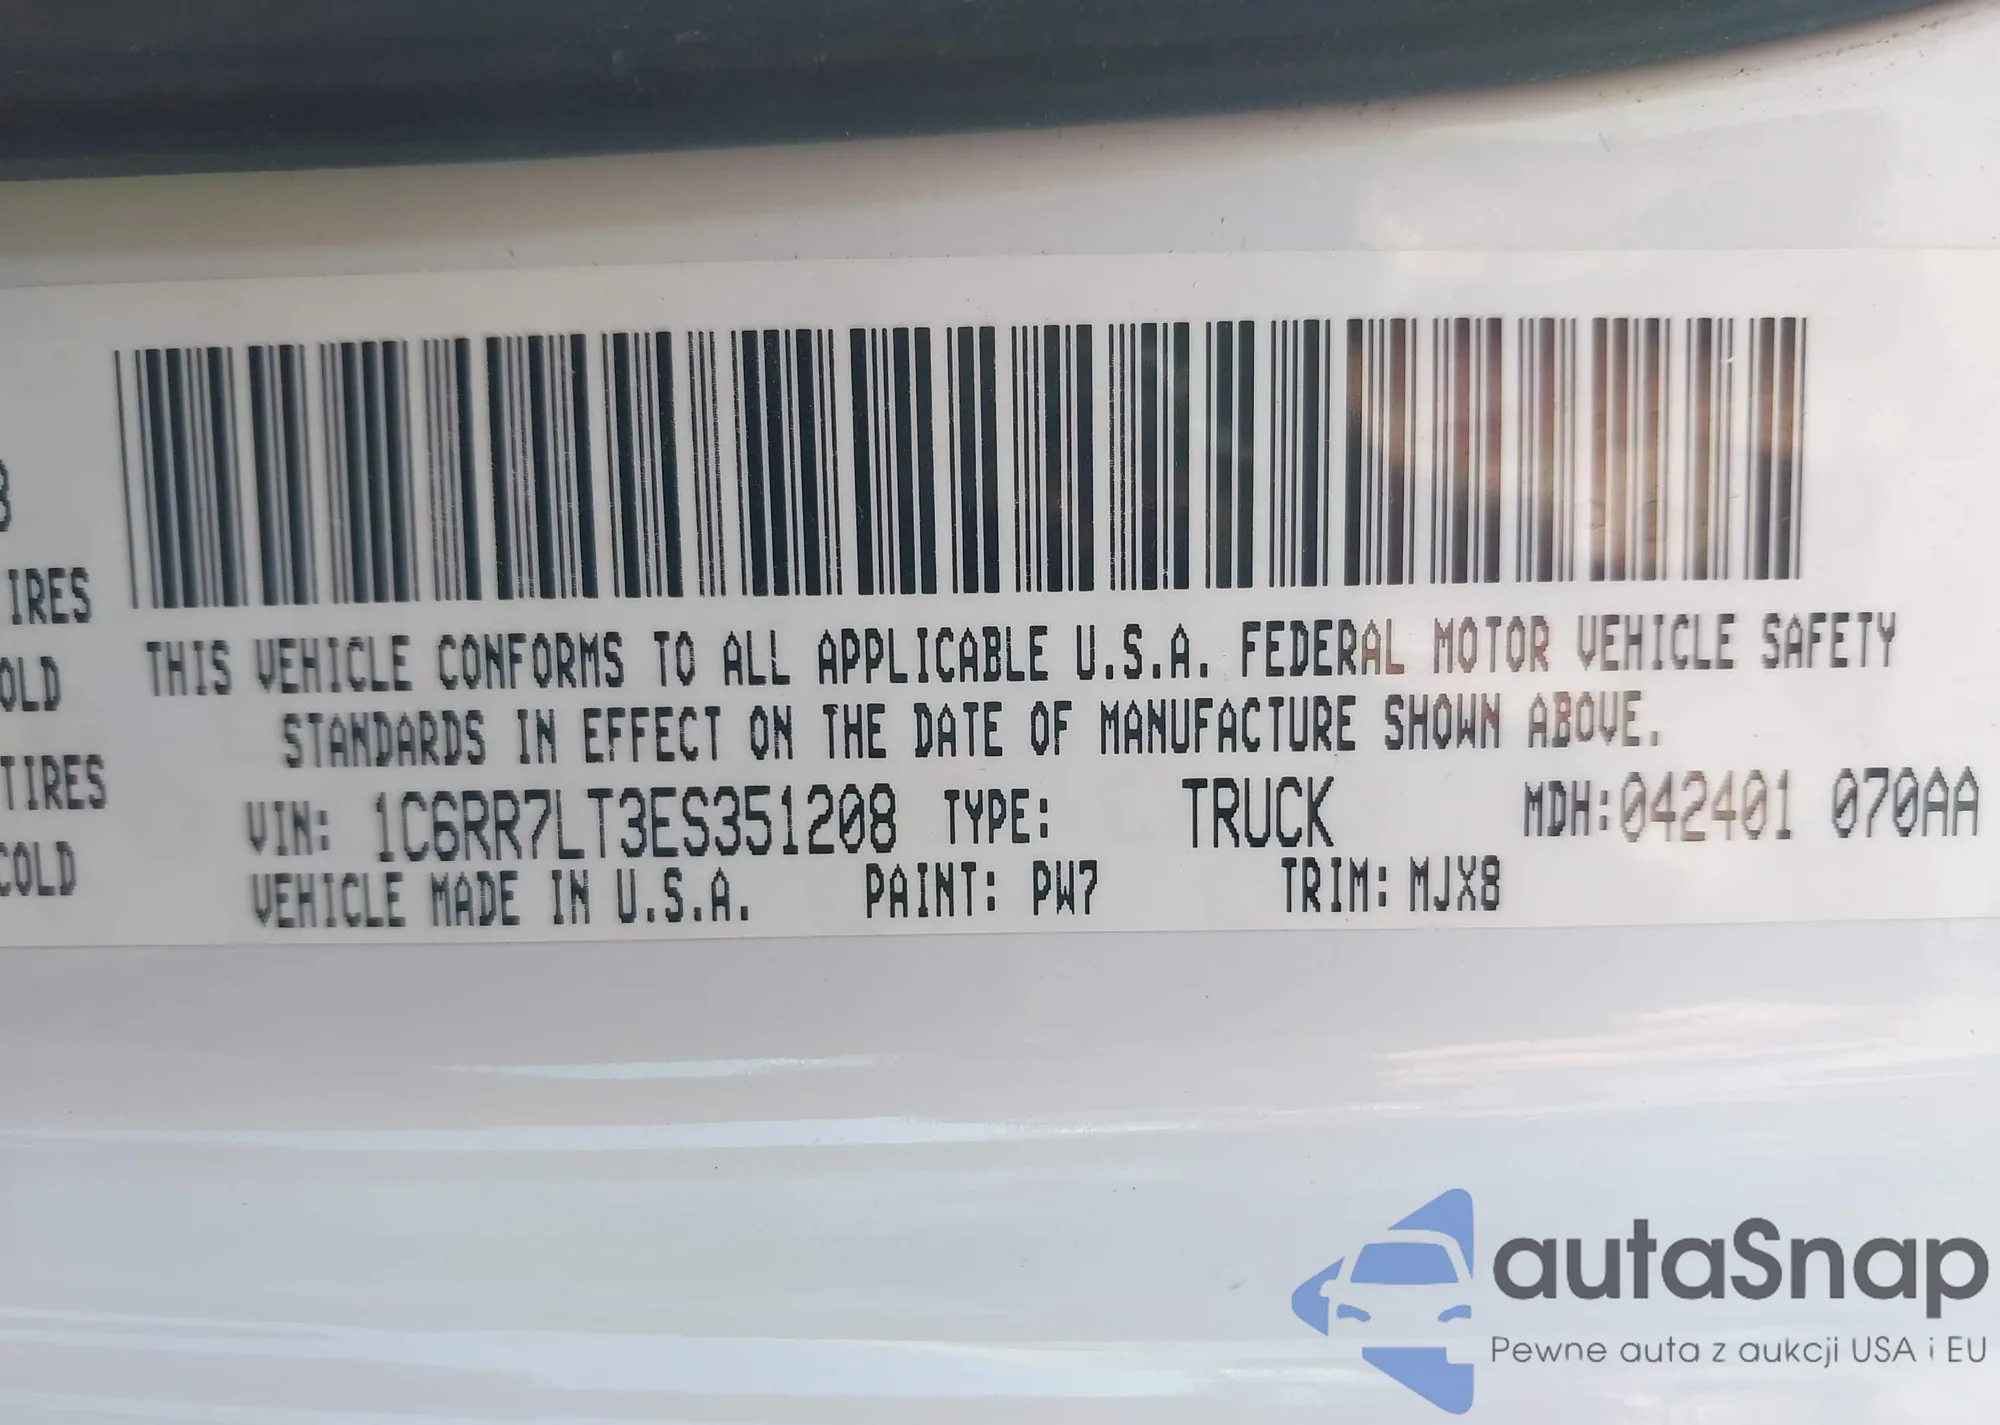 8
IRES
OLD
TIRES
COLD
THIS VEHICLE CONFORMS TO ALL APPLICABLE U.S.A. FEDERAL MOTOR VEHICLE SAFETY
STANDARDS IN EFFECT ON THE DATE OF MANUFACTURE SHOWN ABOVE.
VIN: 1C6RR7LT3ES351208 TYPE: TRUCK MDH:042401 070AA
VEHICLE MADE IN U.S.A. PAINT: PW7 TRIM: MJX8
autaSnap
Pewne auta z aukcji USA i EU